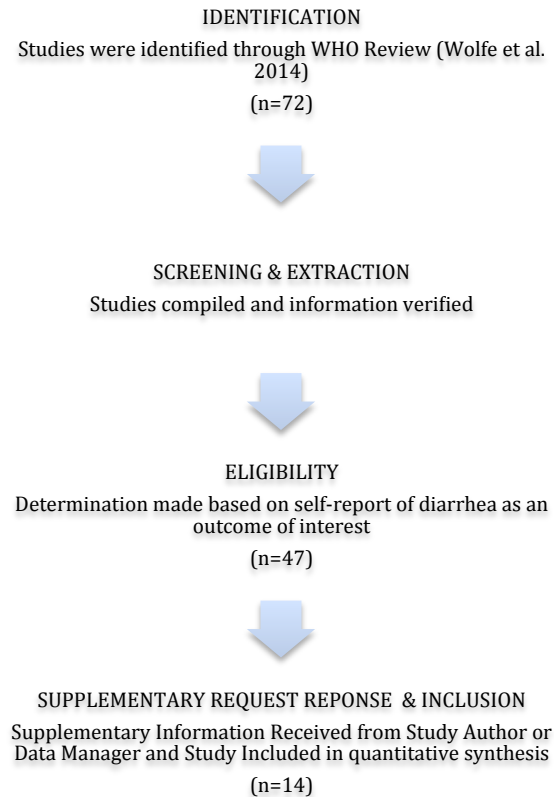 IDENTIFICATION
Studies were identified through WHO Review (Wolfe et al.
2014)
(n=72)
SCREENING & EXTRACTION
Studies compiled and information verified
ELIGIBILITY
Determination made based on self-report of diarrhea as an
outcome of interest
(n=47)
SUPPLEMENTARY REQUEST REPONSE & INCLUSION
Supplementary Information Received from Study Author or
Data Manager and Study Included in quantitative synthesis
(n=14)